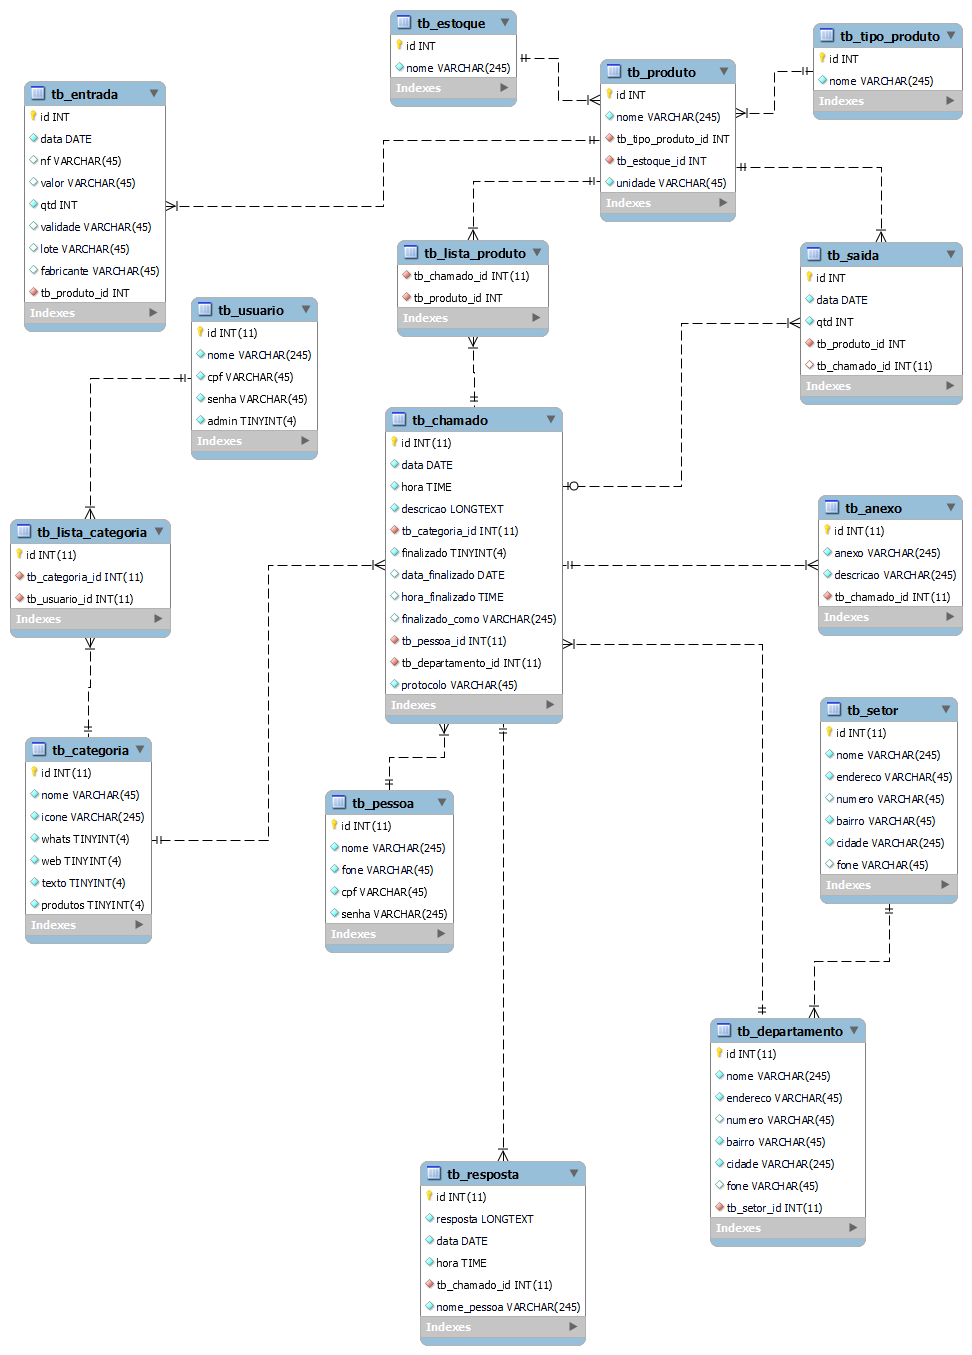 tb_estoque
id INT
nome VARCHAR(245)
Indexes
tb_tipo_produto
id INT
nome VARCHAR(245)
Indexes
tb_produto
id INT
nome VARCHAR(245)
tb_tipo_produto_id INT
tb_estoque_id INT
unidade VARCHAR(45)
Indexes
tb_entrada
id INT
data DATE
nf VARCHAR(45)
valor VARCHAR(45)
qtd INT
validade VARCHAR(45)
lote VARCHAR(45)
fabricante VARCHAR(45)
tb_produto_id INT
Indexes
tb_lista_produto
tb_chamado_id INT(11)
tb_produto_id INT
Indexes
tb_saida
id INT
data DATE
qtd INT
tb_produto_id INT
tb_chamado_id INT(11)
Indexes
tb_usuario
id INT(11)
nome VARCHAR(245)
cpf VARCHAR(45)
senha VARCHAR(45)
admin TINYINT(4)
Indexes
tb_chamado
id INT(11)
data DATE
hora TIME
descricao LONGTEXT
tb_categoria_id INT(11)
finalizado TINYINT(4)
data_finalizado DATE
hora_finalizado TIME
finalizado_como VARCHAR(245)
tb_pessoa_id INT(11)
tb_departamento_id INT(11)
protocolo VARCHAR(45)
Indexes
tb_anexo
id INT(11)
anexo VARCHAR(245)
descricao VARCHAR(245)
tb_chamado_id INT(11)
Indexes
tb_lista_categoria
id INT(11)
tb_categoria_id INT(11)
tb_usuario_id INT(11)
Indexes
tb_setor
id INT(11)
nome VARCHAR(245)
endereco VARCHAR(45)
numero VARCHAR(45)
bairro VARCHAR(45)
cidade VARCHAR(245)
fone VARCHAR(45)
Indexes
tb_categoria
id INT(11)
nome VARCHAR(45)
icone VARCHAR(245)
whats TINYINT(4)
web TINYINT(4)
texto TINYINT(4)
produtos TINYINT(4)
Indexes
tb_pessoa
id INT(11)
nome VARCHAR(245)
fone VARCHAR(45)
cpf VARCHAR(45)
senha VARCHAR(245)
Indexes
tb_departamento
id INT(11)
nome VARCHAR(245)
endereco VARCHAR(45)
numero VARCHAR(45)
bairro VARCHAR(45)
cidade VARCHAR(245)
fone VARCHAR(45)
tb_setor_id INT(11)
Indexes
tb_resposta
id INT(11)
resposta LONGTEXT
data DATE
hora TIME
tb_chamado_id INT(11)
nome_pessoa VARCHAR(245)
Indexes